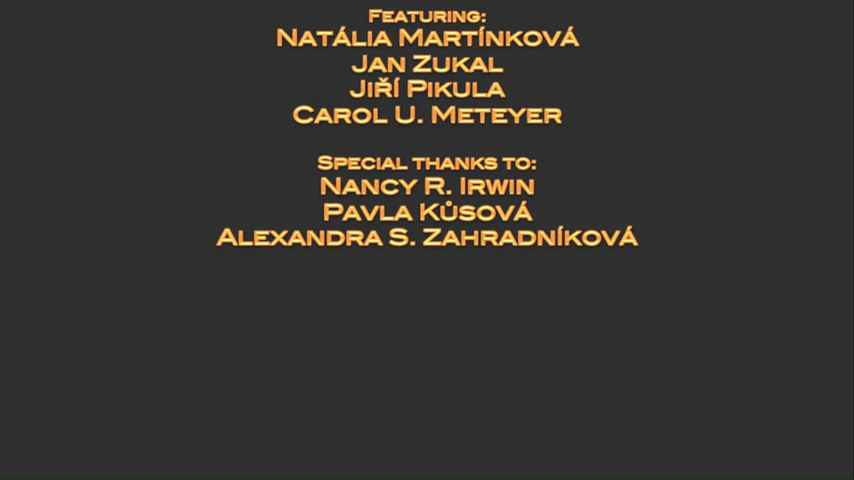 Featuring:
Natália Martínková
Jan Zukal
Jiří Pikula
Carol U. Meteyer
Special thanks to:
Nancy R. Irwin
Pavla Kůsová
Alexandra S. Zahradníková